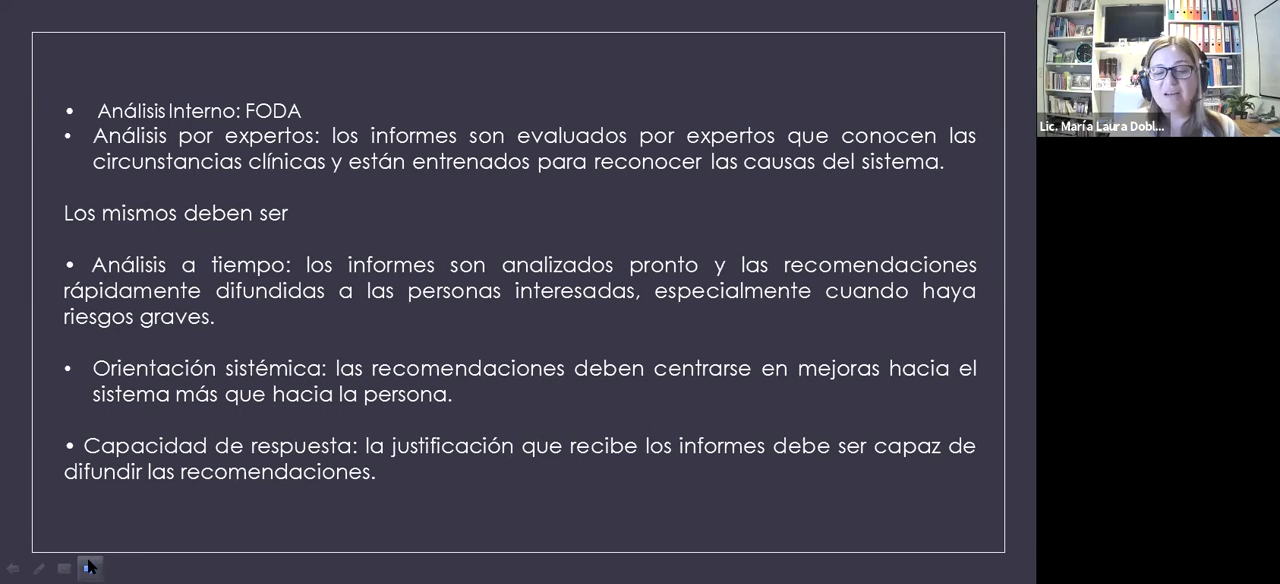 • Análisis Interno: FODA
• Análisis por expertos: los informes son evaluados por expertos que conocen las
circunstancias clínicas y están entrenados para reconocer las causas del sistema.
Los mismos deben ser
• Análisis a tiempo: los informes son analizados pronto y las recomendaciones
rápidamente difundidas a las personas interesadas, especialmente cuando haya
riesgos graves.
• Orientación sistémica: las recomendaciones deben centrarse en mejoras hacia el
sistema más que hacia la persona.
• Capacidad de respuesta: la justificación que recibe los informes debe ser capaz de
difundir las recomendaciones.
Lic. María Laura Dobl...